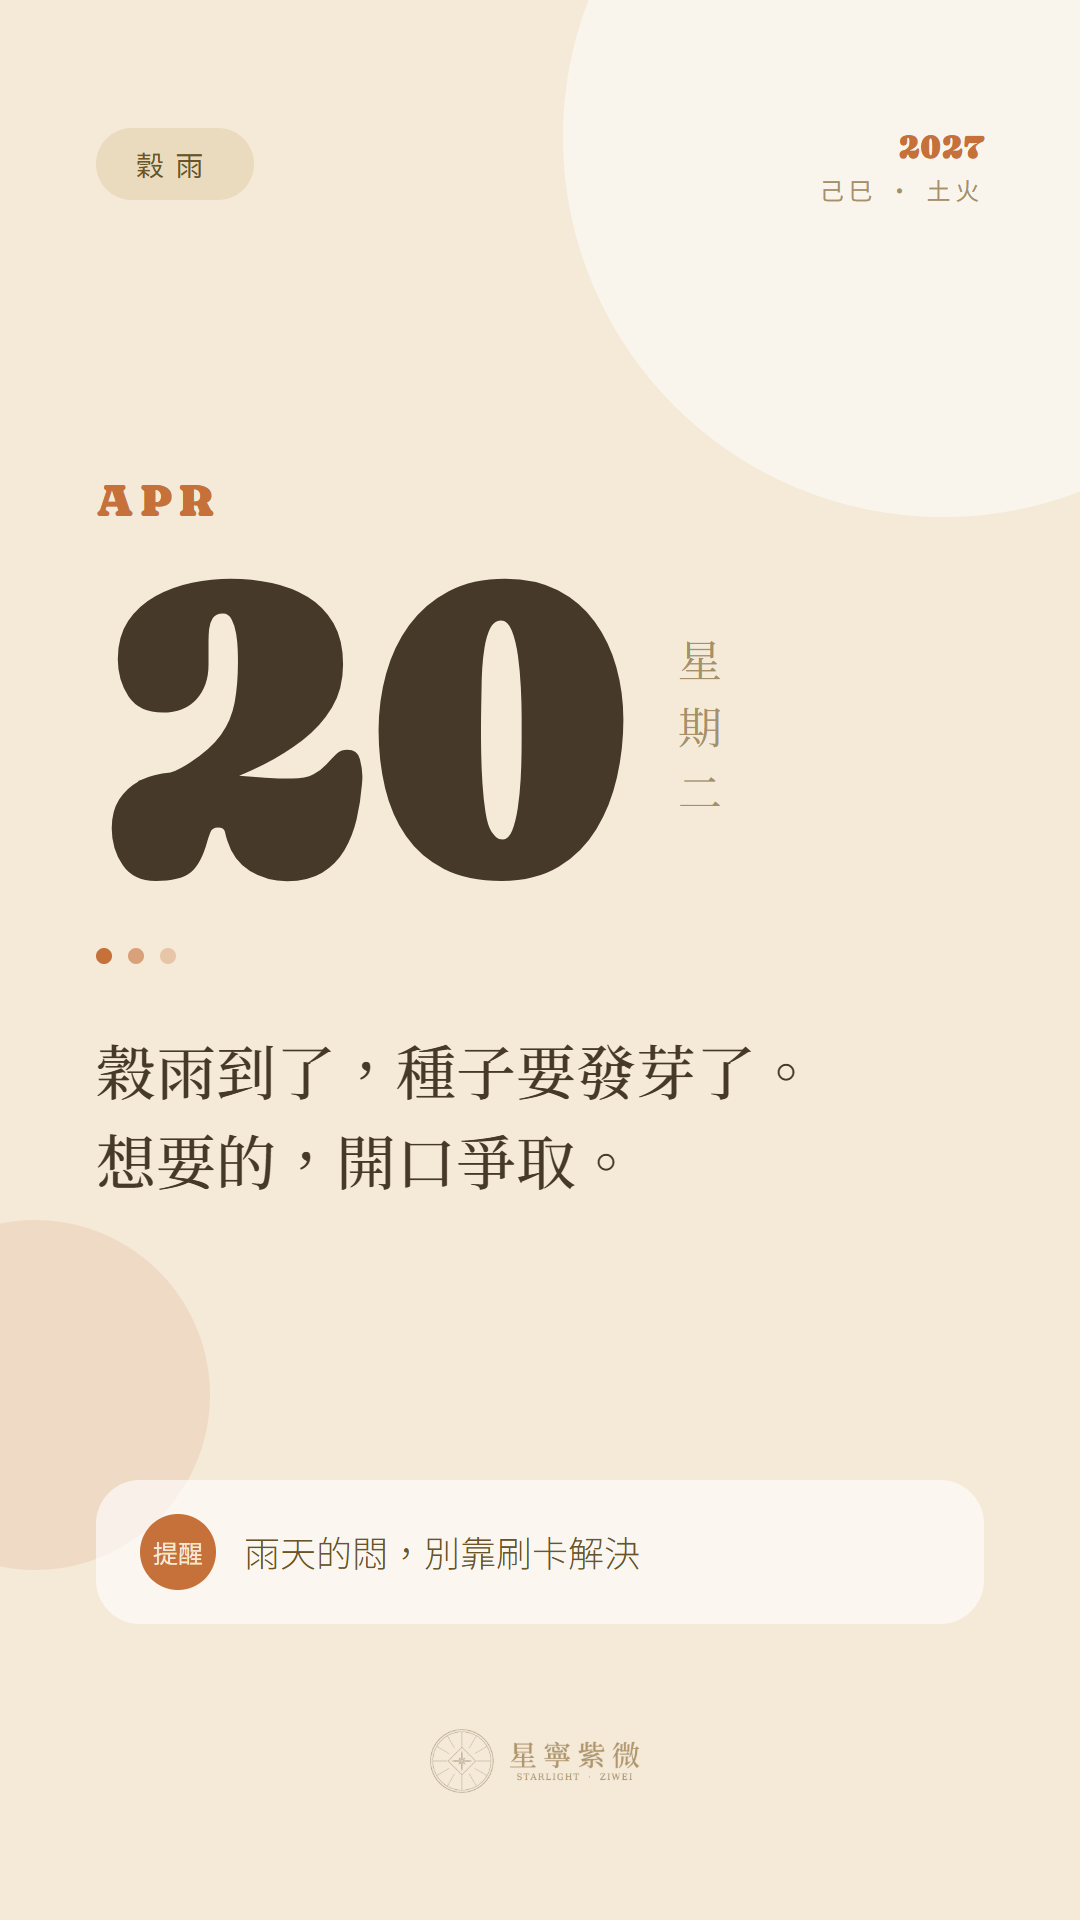 穀雨
2027
己巳 · 土火
APR
20
星期二
穀雨到了，種子要發芽了。
想要的，開口爭取。
提醒
雨天的悶，別靠刷卡解決
星寧紫微
STARLIGHT · ZIWEI